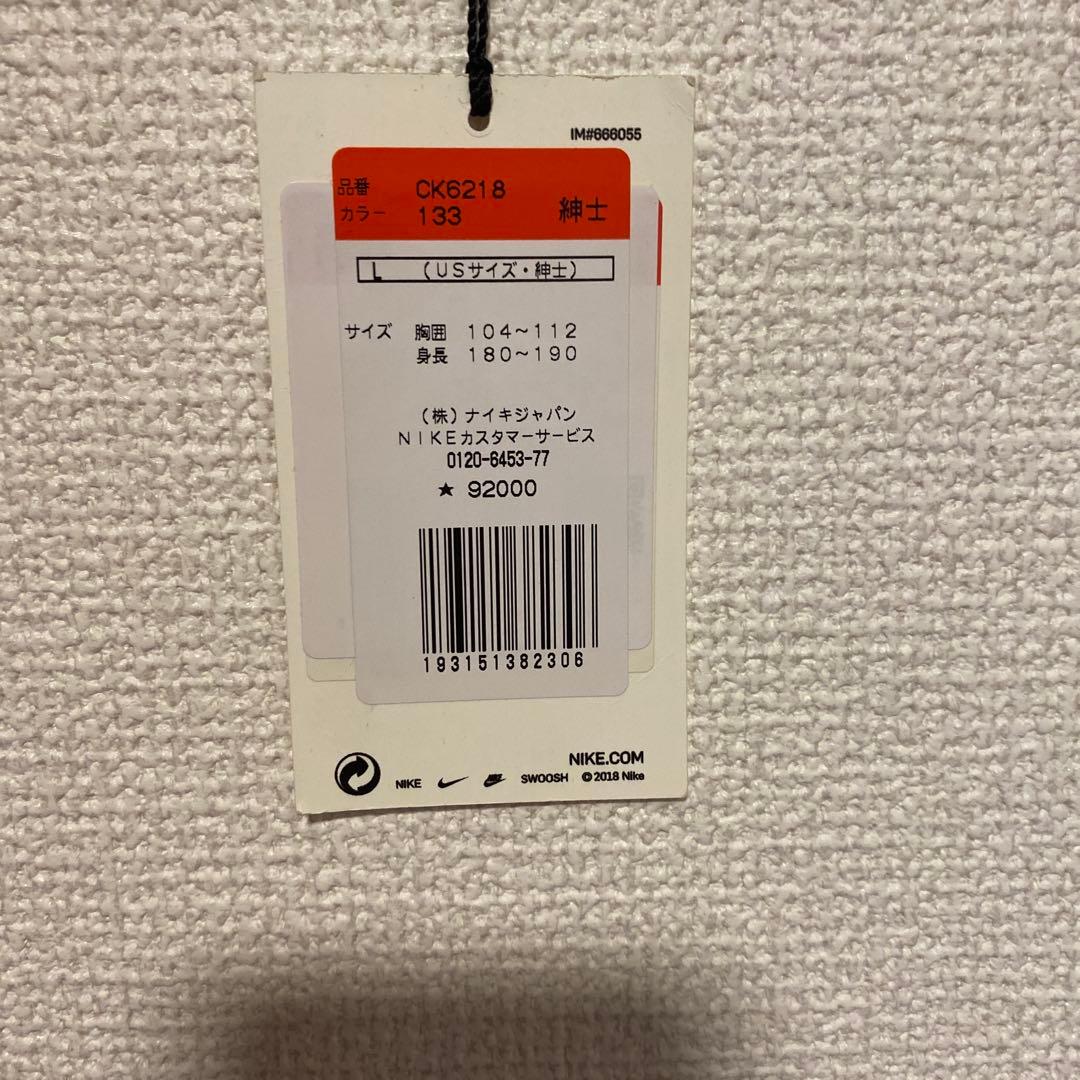 IM#666055
品番 CK6218
カラー 133 紳士
L (USサイズ・紳士)
サイズ 胸囲 104~112
身長 180~190
(株)ナイキジャパン
NIKEカスタマーサービス
0120-6453-77
★ 92000
193151382306
NIKE.COM
NIKE NIKE SWOOSH ©2018 Nike